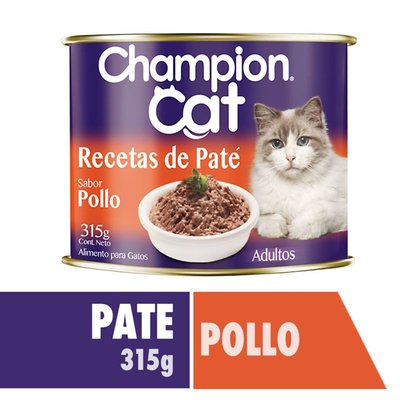 Champion®
Cat
Recetas de Paté
Sabor
Pollo
315g
Cont. Neto
Alimento para Gatos
Adultos
PATE
315g
POLLO